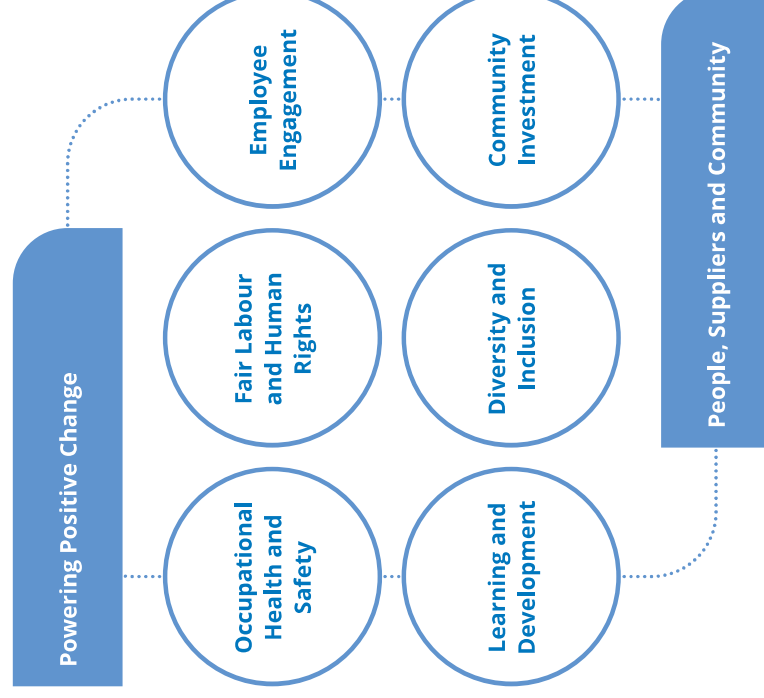 Powering Positive Change
Occupational
Health and
Safety
Fair Labour
and Human
Rights
Employee
Engagement
Learning and
Development
Diversity and
Inclusion
Community
Investment
People, Suppliers and Community